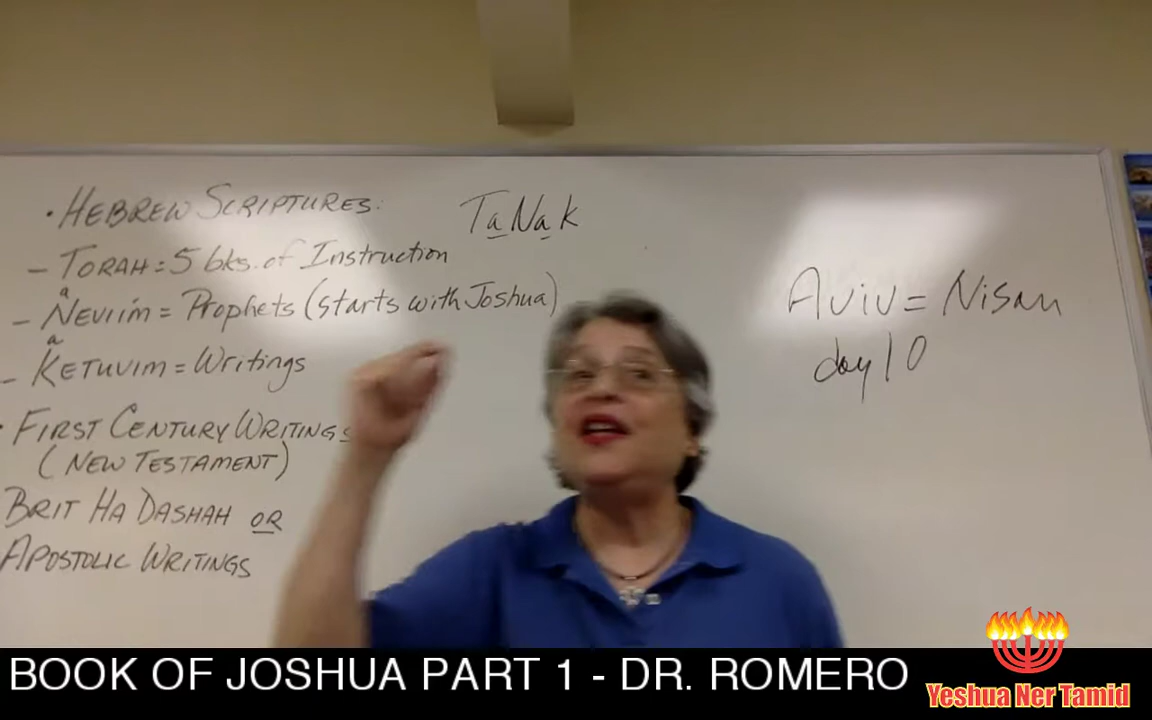 • HEBREW SCRIPTURES:
TaNaK
– TORAH = 5 bks. of Instruction
a
– NEVIIM = Prophets (starts with Joshua)
a
– KETUVIM = Writings
• FIRST CENTURY WRITINGS
(NEW TESTAMENT)
BRIT HA DASHAH OR
APOSTOLIC WRITINGS
Aviv = Nisan
day 10
BOOK OF JOSHUA PART 1 - DR. ROMERO
Yeshua Ner Tamid